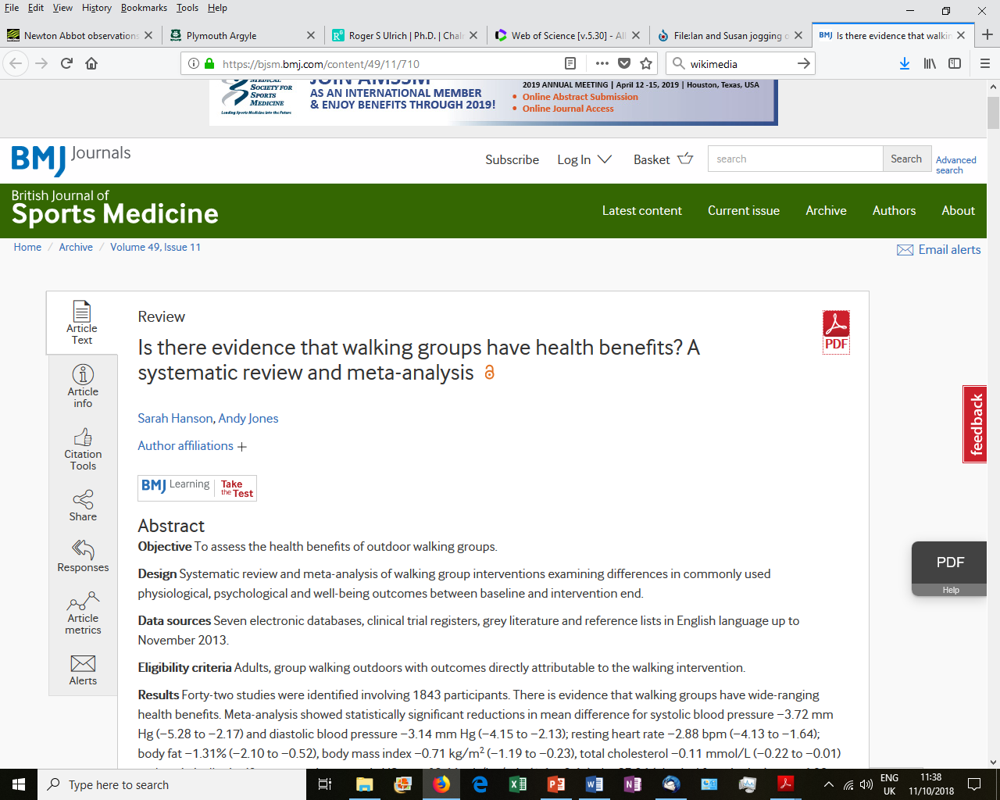 File Edit View History Bookmarks Tools Help
Newton Abbot observations
Plymouth Argyle
Roger S Ulrich | Ph.D. | Chal
Web of Science [v.5.30] - Al
File:Ian and Susan jogging o
BMJ Is there evidence that walkin
https://bjsm.bmj.com/content/49/11/710
wikimedia
MEDICAL
SOCIETY FOR
SPORTS
MEDICINE
Leading Sports Medicine into the Future
JOIN AMSSM
AS AN INTERNATIONAL MEMBER
& ENJOY BENEFITS THROUGH 2019!
2019 ANNUAL MEETING | April 12 -15, 2019 | Houston, Texas, USA
• Online Abstract Submission
• Online Journal Access
BMJ Journals
Subscribe Log In Basket search Search Advanced search
British Journal of
Sports Medicine
Latest content Current issue Archive Authors About
Home / Archive / Volume 49, Issue 11
Email alerts
Article
Text
Article
info
Citation
Tools
Share
Responses
Article
metrics
Alerts
Review
PDF
Is there evidence that walking groups have health benefits? A
systematic review and meta-analysis
Sarah Hanson, Andy Jones
Author affiliations +
BMJ Learning Take the Test
Abstract
Objective To assess the health benefits of outdoor walking groups.
Design Systematic review and meta-analysis of walking group interventions examining differences in commonly used
physiological, psychological and well-being outcomes between baseline and intervention end.
Data sources Seven electronic databases, clinical trial registers, grey literature and reference lists in English language up to
November 2013.
Eligibility criteria Adults, group walking outdoors with outcomes directly attributable to the walking intervention.
Results Forty-two studies were identified involving 1843 participants. There is evidence that walking groups have wide-ranging
health benefits. Meta-analysis showed statistically significant reductions in mean difference for systolic blood pressure −3.72 mm
Hg (−5.28 to −2.17) and diastolic blood pressure −3.14 mm Hg (−4.15 to −2.13); resting heart rate −2.88 bpm (−4.13 to −1.64);
body fat −1.31% (−2.10 to −0.52), body mass index −0.71 kg/m2 (−1.19 to −0.23), total cholesterol −0.11 mmol/L (−0.22 to −0.01)
feedback
PDF
Help
Type here to search
ENG
UK
11:38
11/10/2018